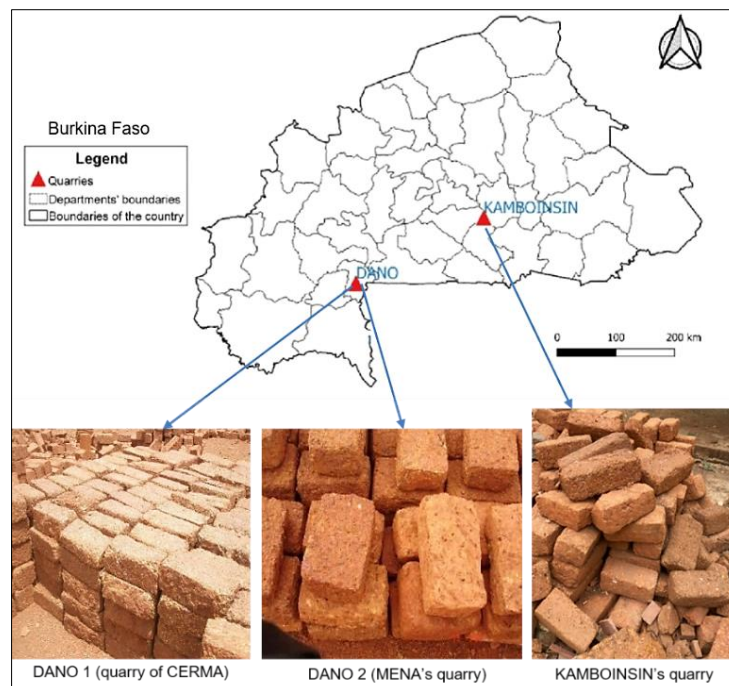 Burkina Faso
Legend
Quarries
Departments' boundaries
Boundaries of the country
KAMBOINSIN
DANO
0 100 200 km
DANO 1 (quarry of CERMA)
DANO 2 (MENA's quarry)
KAMBOINSIN's quarry